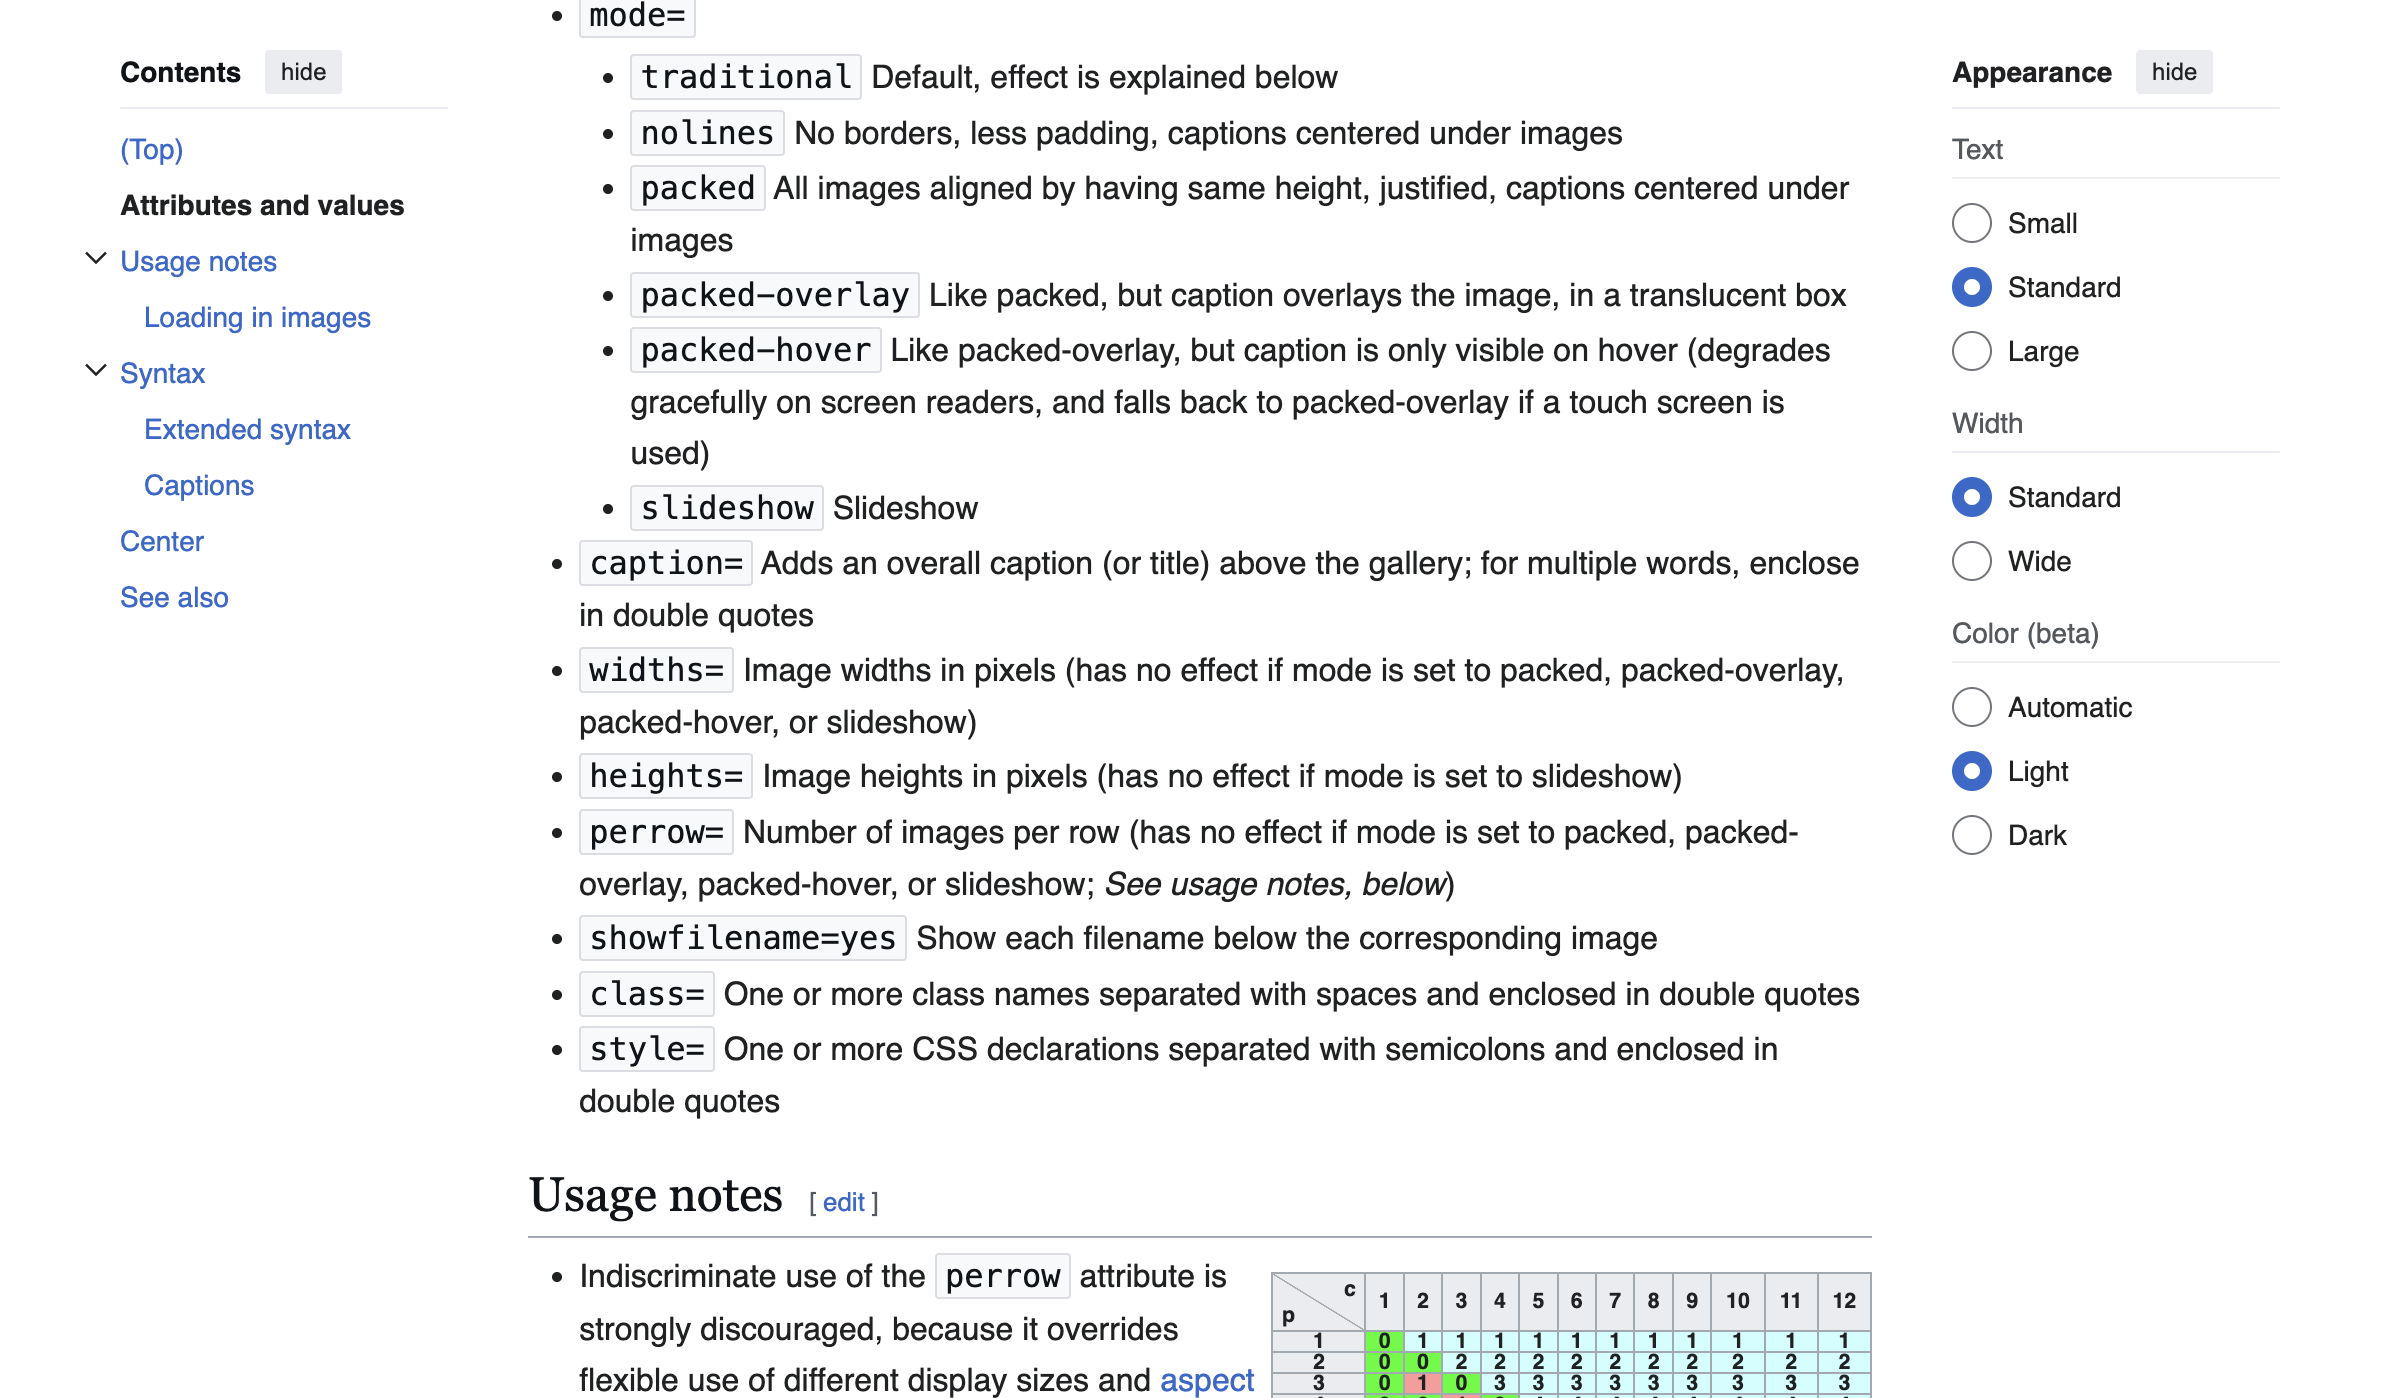 Contents hide
(Top)
Attributes and values
Usage notes
Loading in images
Syntax
Extended syntax
Captions
Center
See also
mode=
traditional Default, effect is explained below
nolines No borders, less padding, captions centered under images
packed All images aligned by having same height, justified, captions centered under
images
packed-overlay Like packed, but caption overlays the image, in a translucent box
packed-hover Like packed-overlay, but caption is only visible on hover (degrades
gracefully on screen readers, and falls back to packed-overlay if a touch screen is
used)
slideshow Slideshow
caption= Adds an overall caption (or title) above the gallery; for multiple words, enclose
in double quotes
widths= Image widths in pixels (has no effect if mode is set to packed, packed-overlay,
packed-hover, or slideshow)
heights= Image heights in pixels (has no effect if mode is set to slideshow)
perrow= Number of images per row (has no effect if mode is set to packed, packed-
overlay, packed-hover, or slideshow; See usage notes, below)
showfilename=yes Show each filename below the corresponding image
class= One or more class names separated with spaces and enclosed in double quotes
style= One or more CSS declarations separated with semicolons and enclosed in
double quotes
Usage notes [ edit ]
Indiscriminate use of the perrow attribute is
strongly discouraged, because it overrides
flexible use of different display sizes and aspect
c
p 1 2 3 4 5 6 7 8 9 10 11 12
1 0 1 1 1 1 1 1 1 1 1 1 1
2 0 0 2 2 2 2 2 2 2 2 2 2
3 0 1 0 3 3 3 3 3 3 3 3 3
Appearance hide
Text
Small
Standard
Large
Width
Standard
Wide
Color (beta)
Automatic
Light
Dark